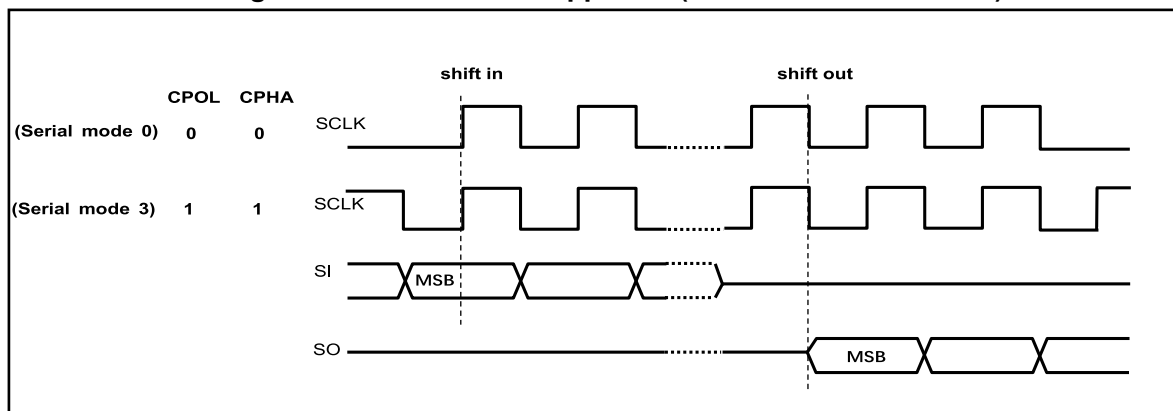 shift in shift out
CPOL CPHA
(Serial mode 0) 0 0 SCLK
(Serial mode 3) 1 1 SCLK
SI MSB
SO MSB